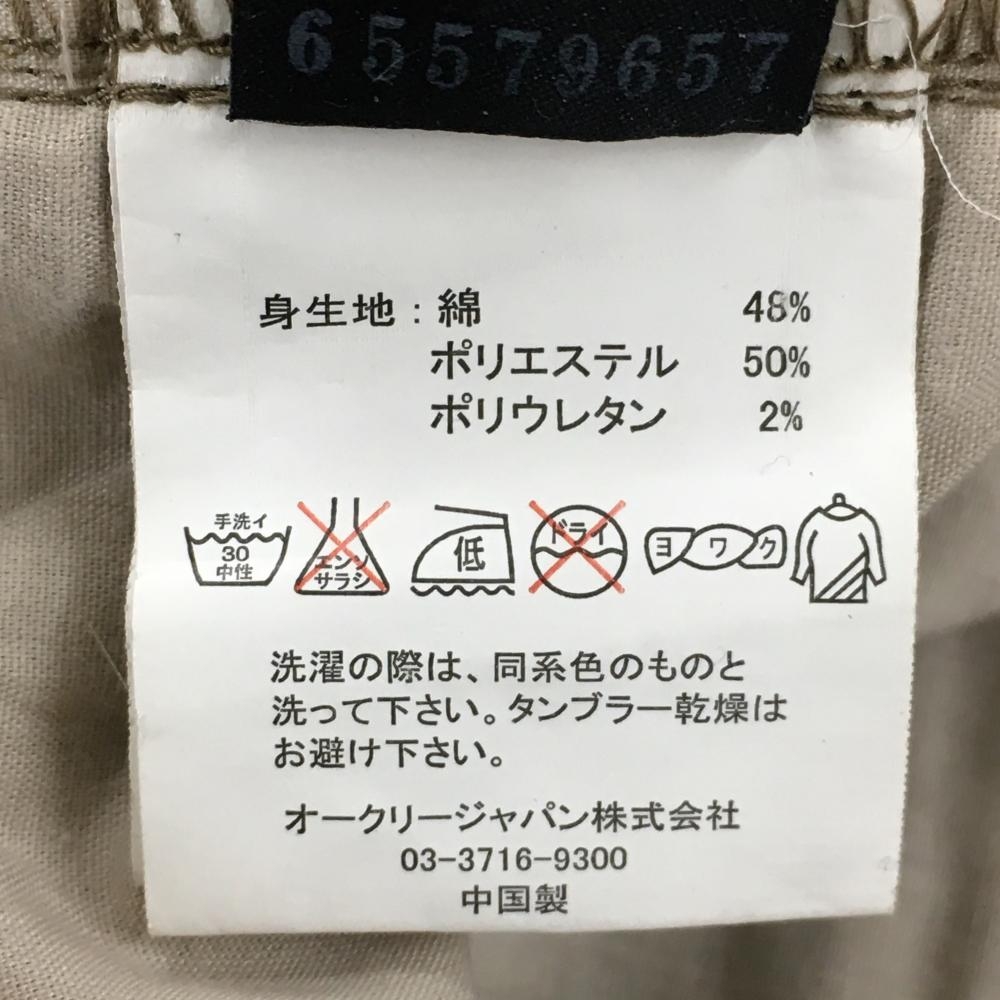 65579657
身生地:綿 48%
ポリエステル 50%
ポリウレタン 2%
手洗イ
30
中性
エンソ
サラシ
低
ドライ
ヨワク
洗濯の際は、同系色のものと
洗って下さい。タンブラー乾燥は
お避け下さい。
オークリージャパン株式会社
03-3716-9300
中国製